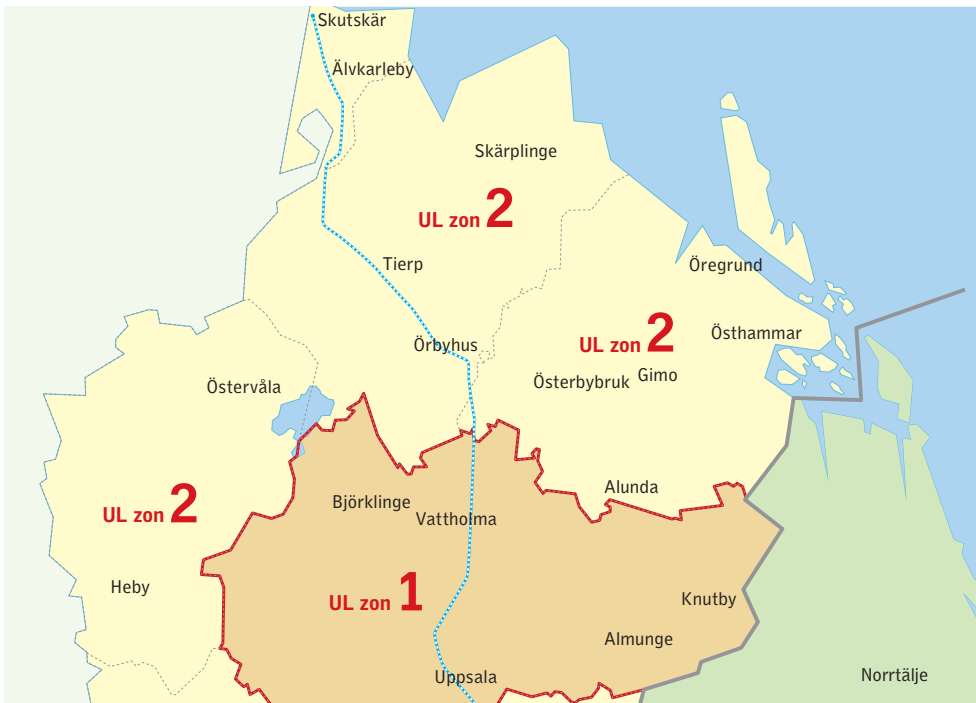 Skutskär
Älvkarleby
Skärplinge
UL zon 2
Tierp
Öregrund
Örbyhus
UL zon 2
Östhammar
Östervåla
Österbybruk
Gimo
UL zon 2
Björklinge
Vattholma
Alunda
Heby
UL zon 1
Knutby
Almunge
Uppsala
Norrtälje